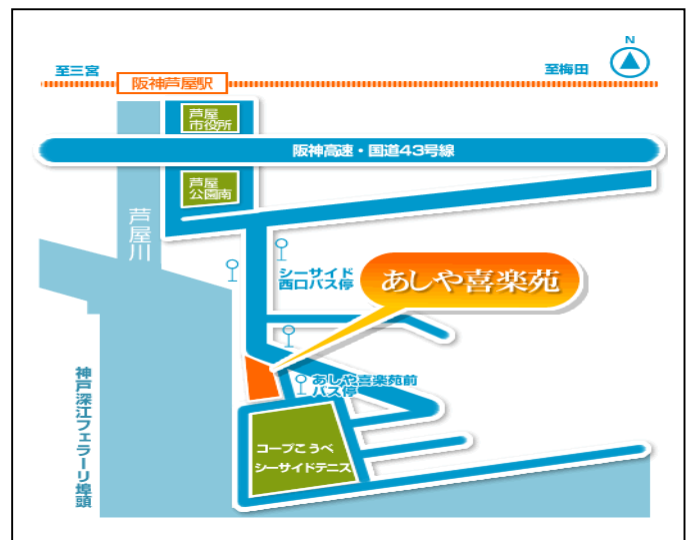 N
至三宮
至梅田
阪神芦屋駅
芦屋
市役所
阪神高速・国道43号線
芦屋
公園南
芦屋川
シーサイド
西口バス停
あしや喜楽苑
あしや喜楽苑前
バス停
神戸深江フェラーリ埠頭
コープこうべ
シーサイドテニス